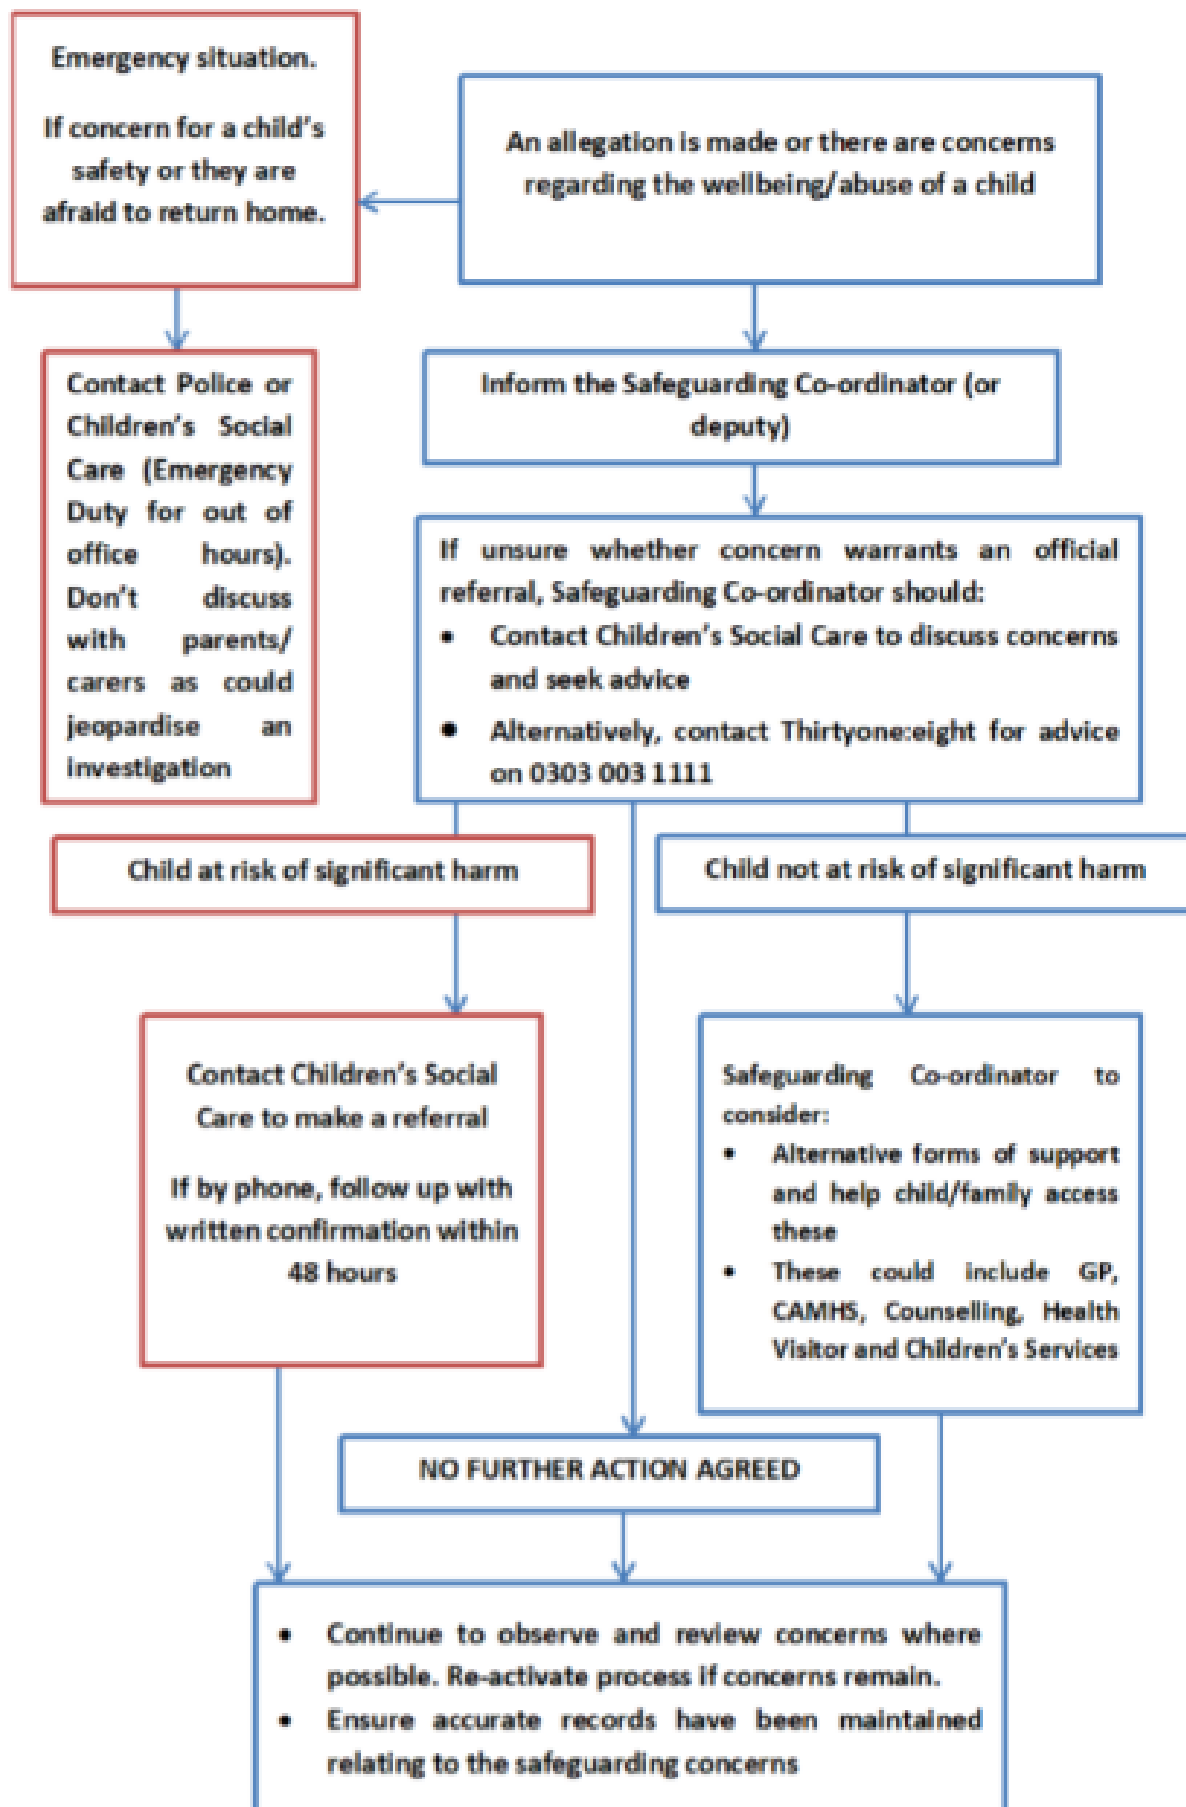 Emergency situation.
If concern for a child's
safety or they are
afraid to return home.
An allegation is made or there are concerns
regarding the wellbeing/abuse of a child
Contact Police or
Children's Social
Care (Emergency
Duty for out of
office hours).
Don't discuss
with parents/
carers as could
jeopardise an
investigation
Inform the Safeguarding Co-ordinator (or
deputy)
If unsure whether concern warrants an official
referral, Safeguarding Co-ordinator should:
• Contact Children's Social Care to discuss concerns
and seek advice
• Alternatively, contact Thirtyone:eight for advice
on 0303 003 1111
Child at risk of significant harm
Child not at risk of significant harm
Contact Children's Social
Care to make a referral
If by phone, follow up with
written confirmation within
48 hours
Safeguarding Co-ordinator to
consider:
• Alternative forms of support
and help child/family access
these
• These could include GP,
CAMHS, Counselling, Health
Visitor and Children's Services
NO FURTHER ACTION AGREED
• Continue to observe and review concerns where
possible. Re-activate process if concerns remain.
• Ensure accurate records have been maintained
relating to the safeguarding concerns